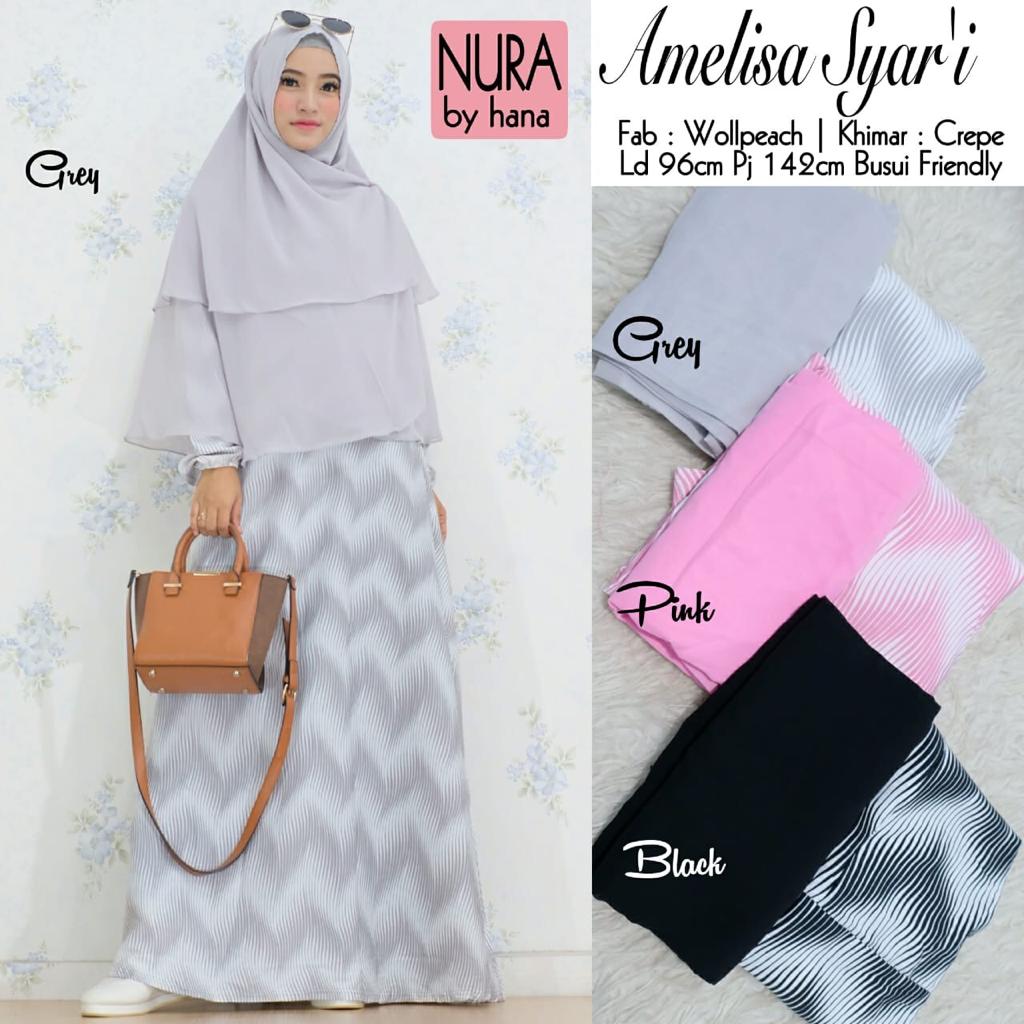 Grey
NURA
by hana
Amelisa Syar'i
Fab : Wollpeach | Khimar : Crepe
Ld 96cm Pj 142cm Busui Friendly
Grey
Pink
Black